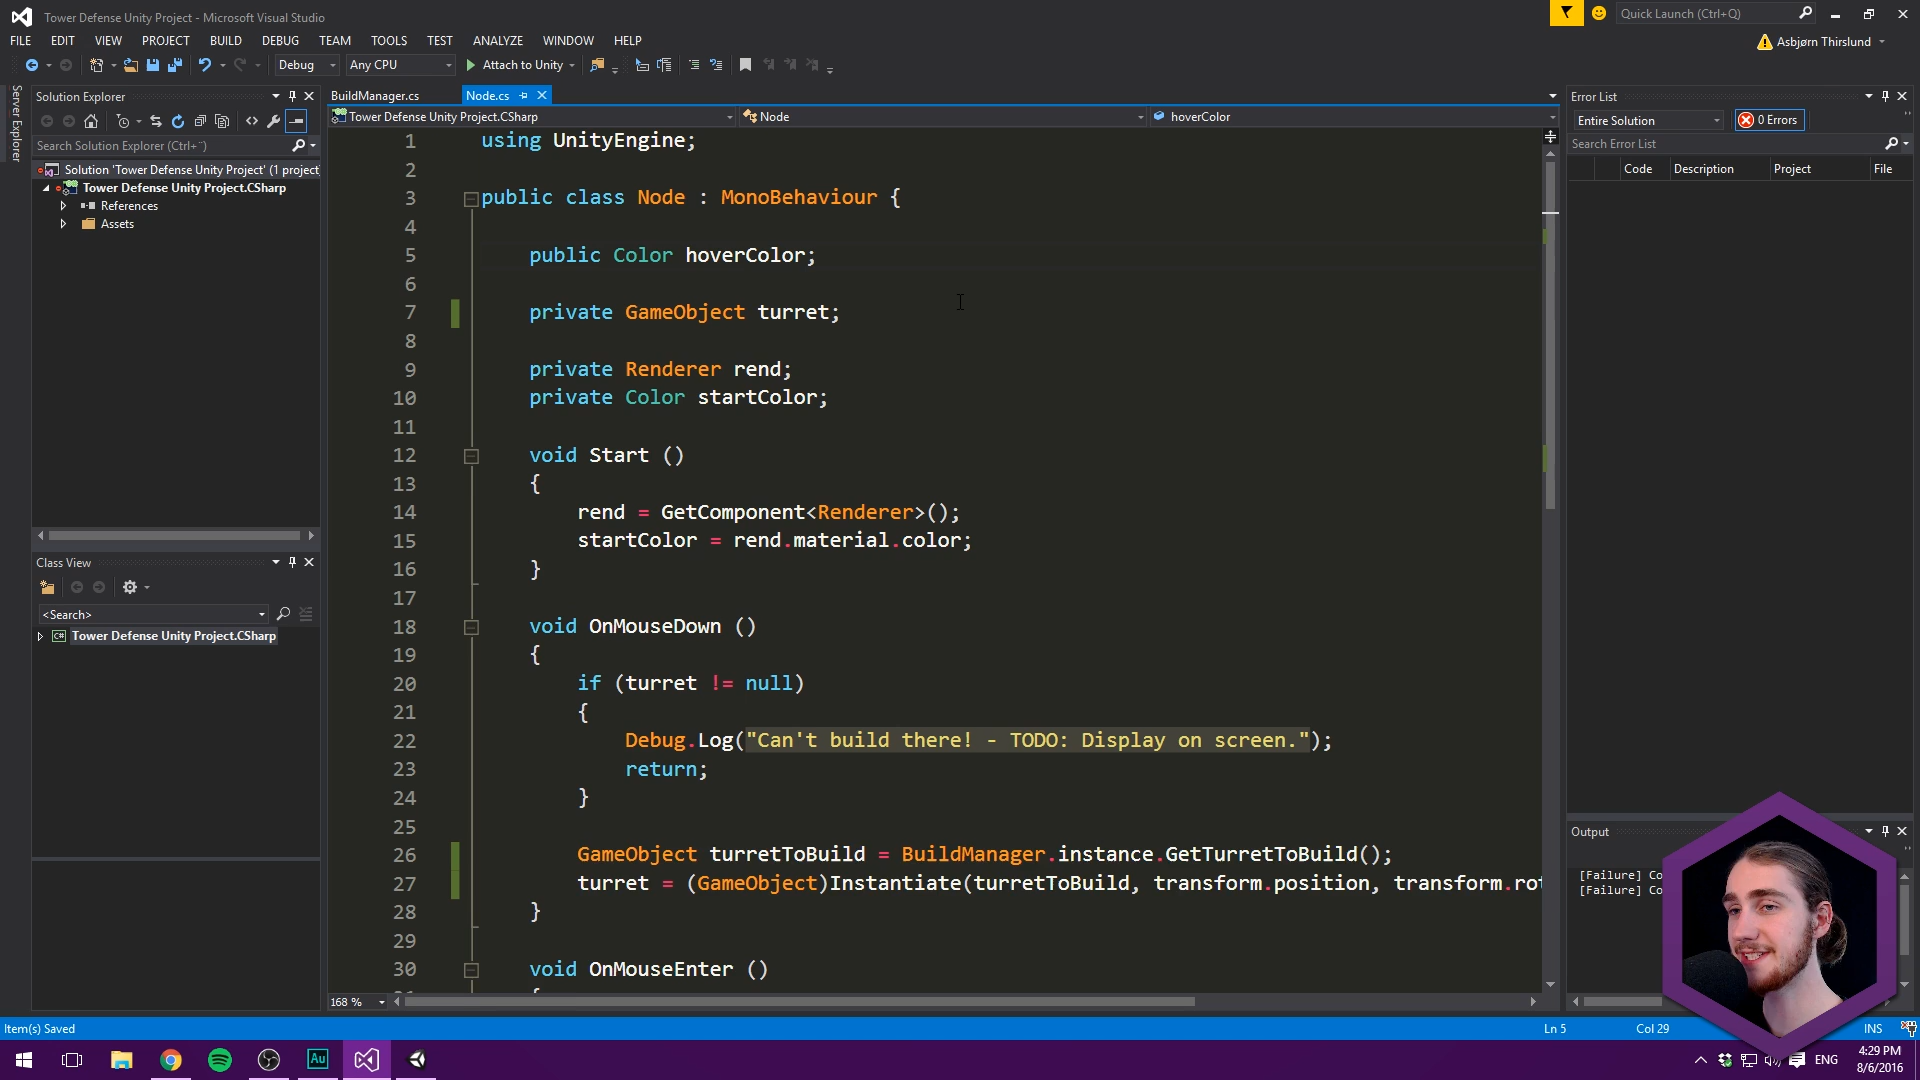 Tower Defense Unity Project - Microsoft Visual Studio
Quick Launch (Ctrl+Q)
FILE EDIT VIEW PROJECT BUILD DEBUG TEAM TOOLS TEST ANALYZE WINDOW HELP
Asbjørn Thirslund
Debug Any CPU Attach to Unity
Server Explorer
Solution Explorer
Search Solution Explorer (Ctrl+¨)
Solution 'Tower Defense Unity Project' (1 project
Tower Defense Unity Project.CSharp
References
Assets
Class View
<Search>
Tower Defense Unity Project.CSharp
BuildManager.cs Node.cs
Tower Defense Unity Project.CSharp Node hoverColor
1 using UnityEngine;
2
3 public class Node : MonoBehaviour {
4
5 public Color hoverColor;
6
7 private GameObject turret;
8
9 private Renderer rend;
10 private Color startColor;
11
12 void Start ()
13 {
14 rend = GetComponent<Renderer>();
15 startColor = rend.material.color;
16 }
17
18 void OnMouseDown ()
19 {
20 if (turret != null)
21 {
22 Debug.Log("Can't build there! - TODO: Display on screen.");
23 return;
24 }
25
26 GameObject turretToBuild = BuildManager.instance.GetTurretToBuild();
27 turret = (GameObject)Instantiate(turretToBuild, transform.position, transform.rot
28 }
29
30 void OnMouseEnter ()
168 %
Error List
Entire Solution 0 Errors
Search Error List
Code Description Project File
Output
[Failure] Co
[Failure] Co
Item(s) Saved Ln 5 Col 29 INS
Au
ENG
4:29 PM
8/6/2016